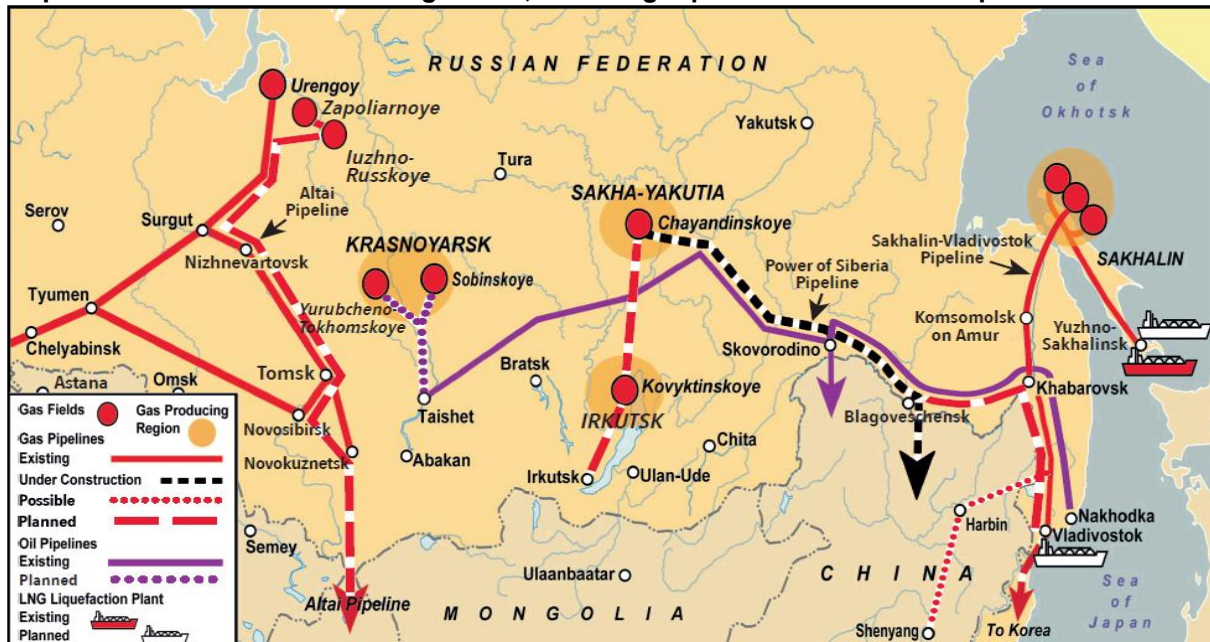 RUSSIAN FEDERATION
Sea
of
Okhotsk
Urengoy
Zapoliarnoye
Iuzhno-
Russkoye
Yakutsk
Tura
Altai
Pipeline
SAKHA-YAKUTIA
Chayandinskoye
Serov
Surgut
Nizhnevartovsk
KRASNOYARSK
Sobinskoye
Yurubcheno-
Tokhomskoye
Power of Siberia
Pipeline
Sakhalin-Vladivostok
Pipeline
SAKHALIN
Tyumen
Chelyabinsk
Komsomolsk
on Amur
Yuzhno-
Sakhalinsk
Skovorodino
Astana
Omsk
Tomsk
Bratsk
Kovyktinskoye
IRKUTSK
Khabarovsk
Taishet
Blagoveschensk
Novosibirsk
Novokuznetsk
Abakan
Irkutsk
Ulan-Ude
Chita
Harbin
Nakhodka
Vladivostok
Semey
Ulaanbaatar
CHINA
Altai Pipeline
MONGOLIA
Shenyang
To Korea
Sea
of
Japan
Gas Fields
Gas Producing
Region
Gas Pipelines
Existing
Under Construction
Possible
Planned
Oil Pipelines
Existing
Planned
LNG Liquefaction Plant
Existing
Planned